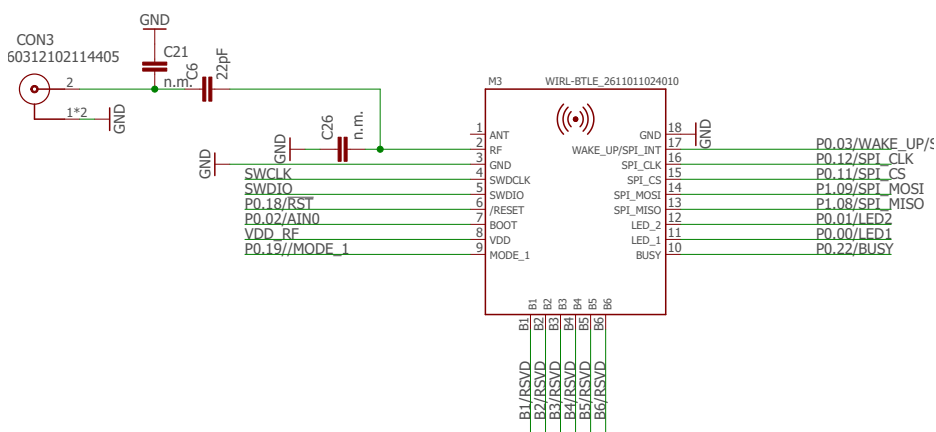 GND
CON3
60312102114405
2
1*2
GND
C21
n.m.
C6
22pF
C26
n.m.
GND
GND
M3
WIRL-BTLE_2611011024010
1
ANT
2
RF
3
GND
SWCLK
4
SWDCLK
SWDIO
5
SWDIO
P0.18/RST
6
/RESET
P0.02/AIN0
7
BOOT
VDD_RF
8
VDD
P0.19//MODE_1
9
MODE_1
GND
18
GND
WAKE_UP/SPI_INT
17
P0.03/WAKE_UP/S
SPI_CLK
16
P0.12/SPI_CLK
SPI_CS
15
P0.11/SPI_CS
SPI_MOSI
14
P1.09/SPI_MOSI
SPI_MISO
13
P1.08/SPI_MISO
LED_2
12
P0.01/LED2
LED_1
11
P0.00/LED1
BUSY
10
P0.22/BUSY
B1
B2
B3
B4
B5
B6
B1
B2
B3
B4
B5
B6
B1/RSVD
B2/RSVD
B3/RSVD
B4/RSVD
B5/RSVD
B6/RSVD